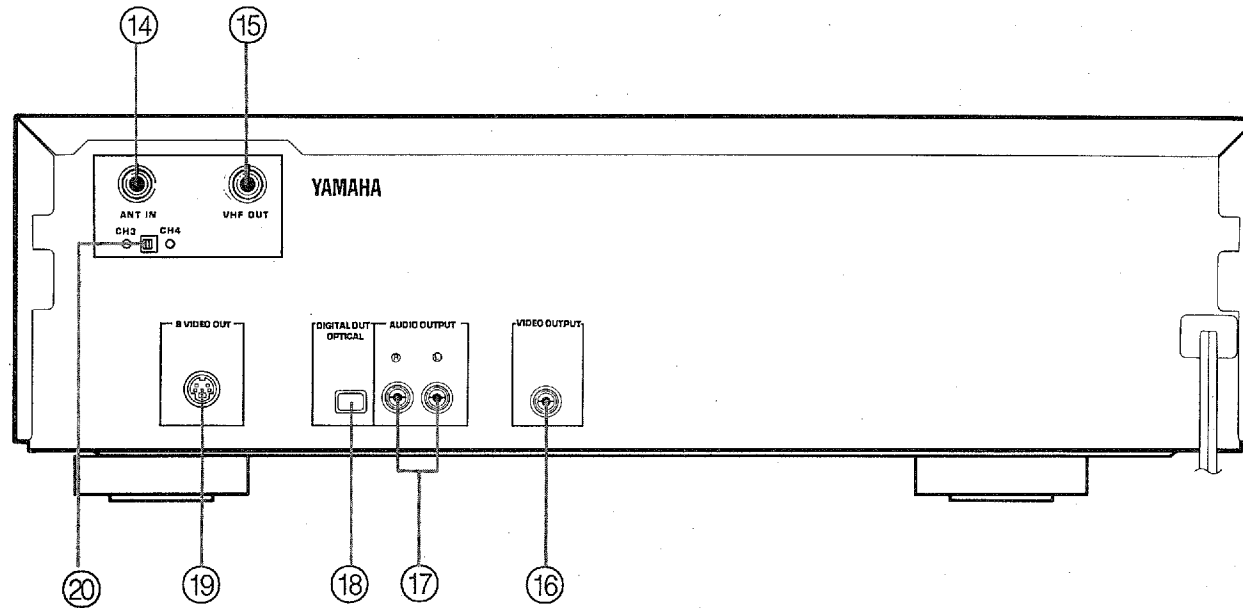 14 15
ANT IN VHF OUT
YAMAHA
CH3 CH4
S VIDEO OUT
DIGITAL OUT
OPTICAL
AUDIO OUTPUT
VIDEO OUTPUT
R L
20 19 18 17 16